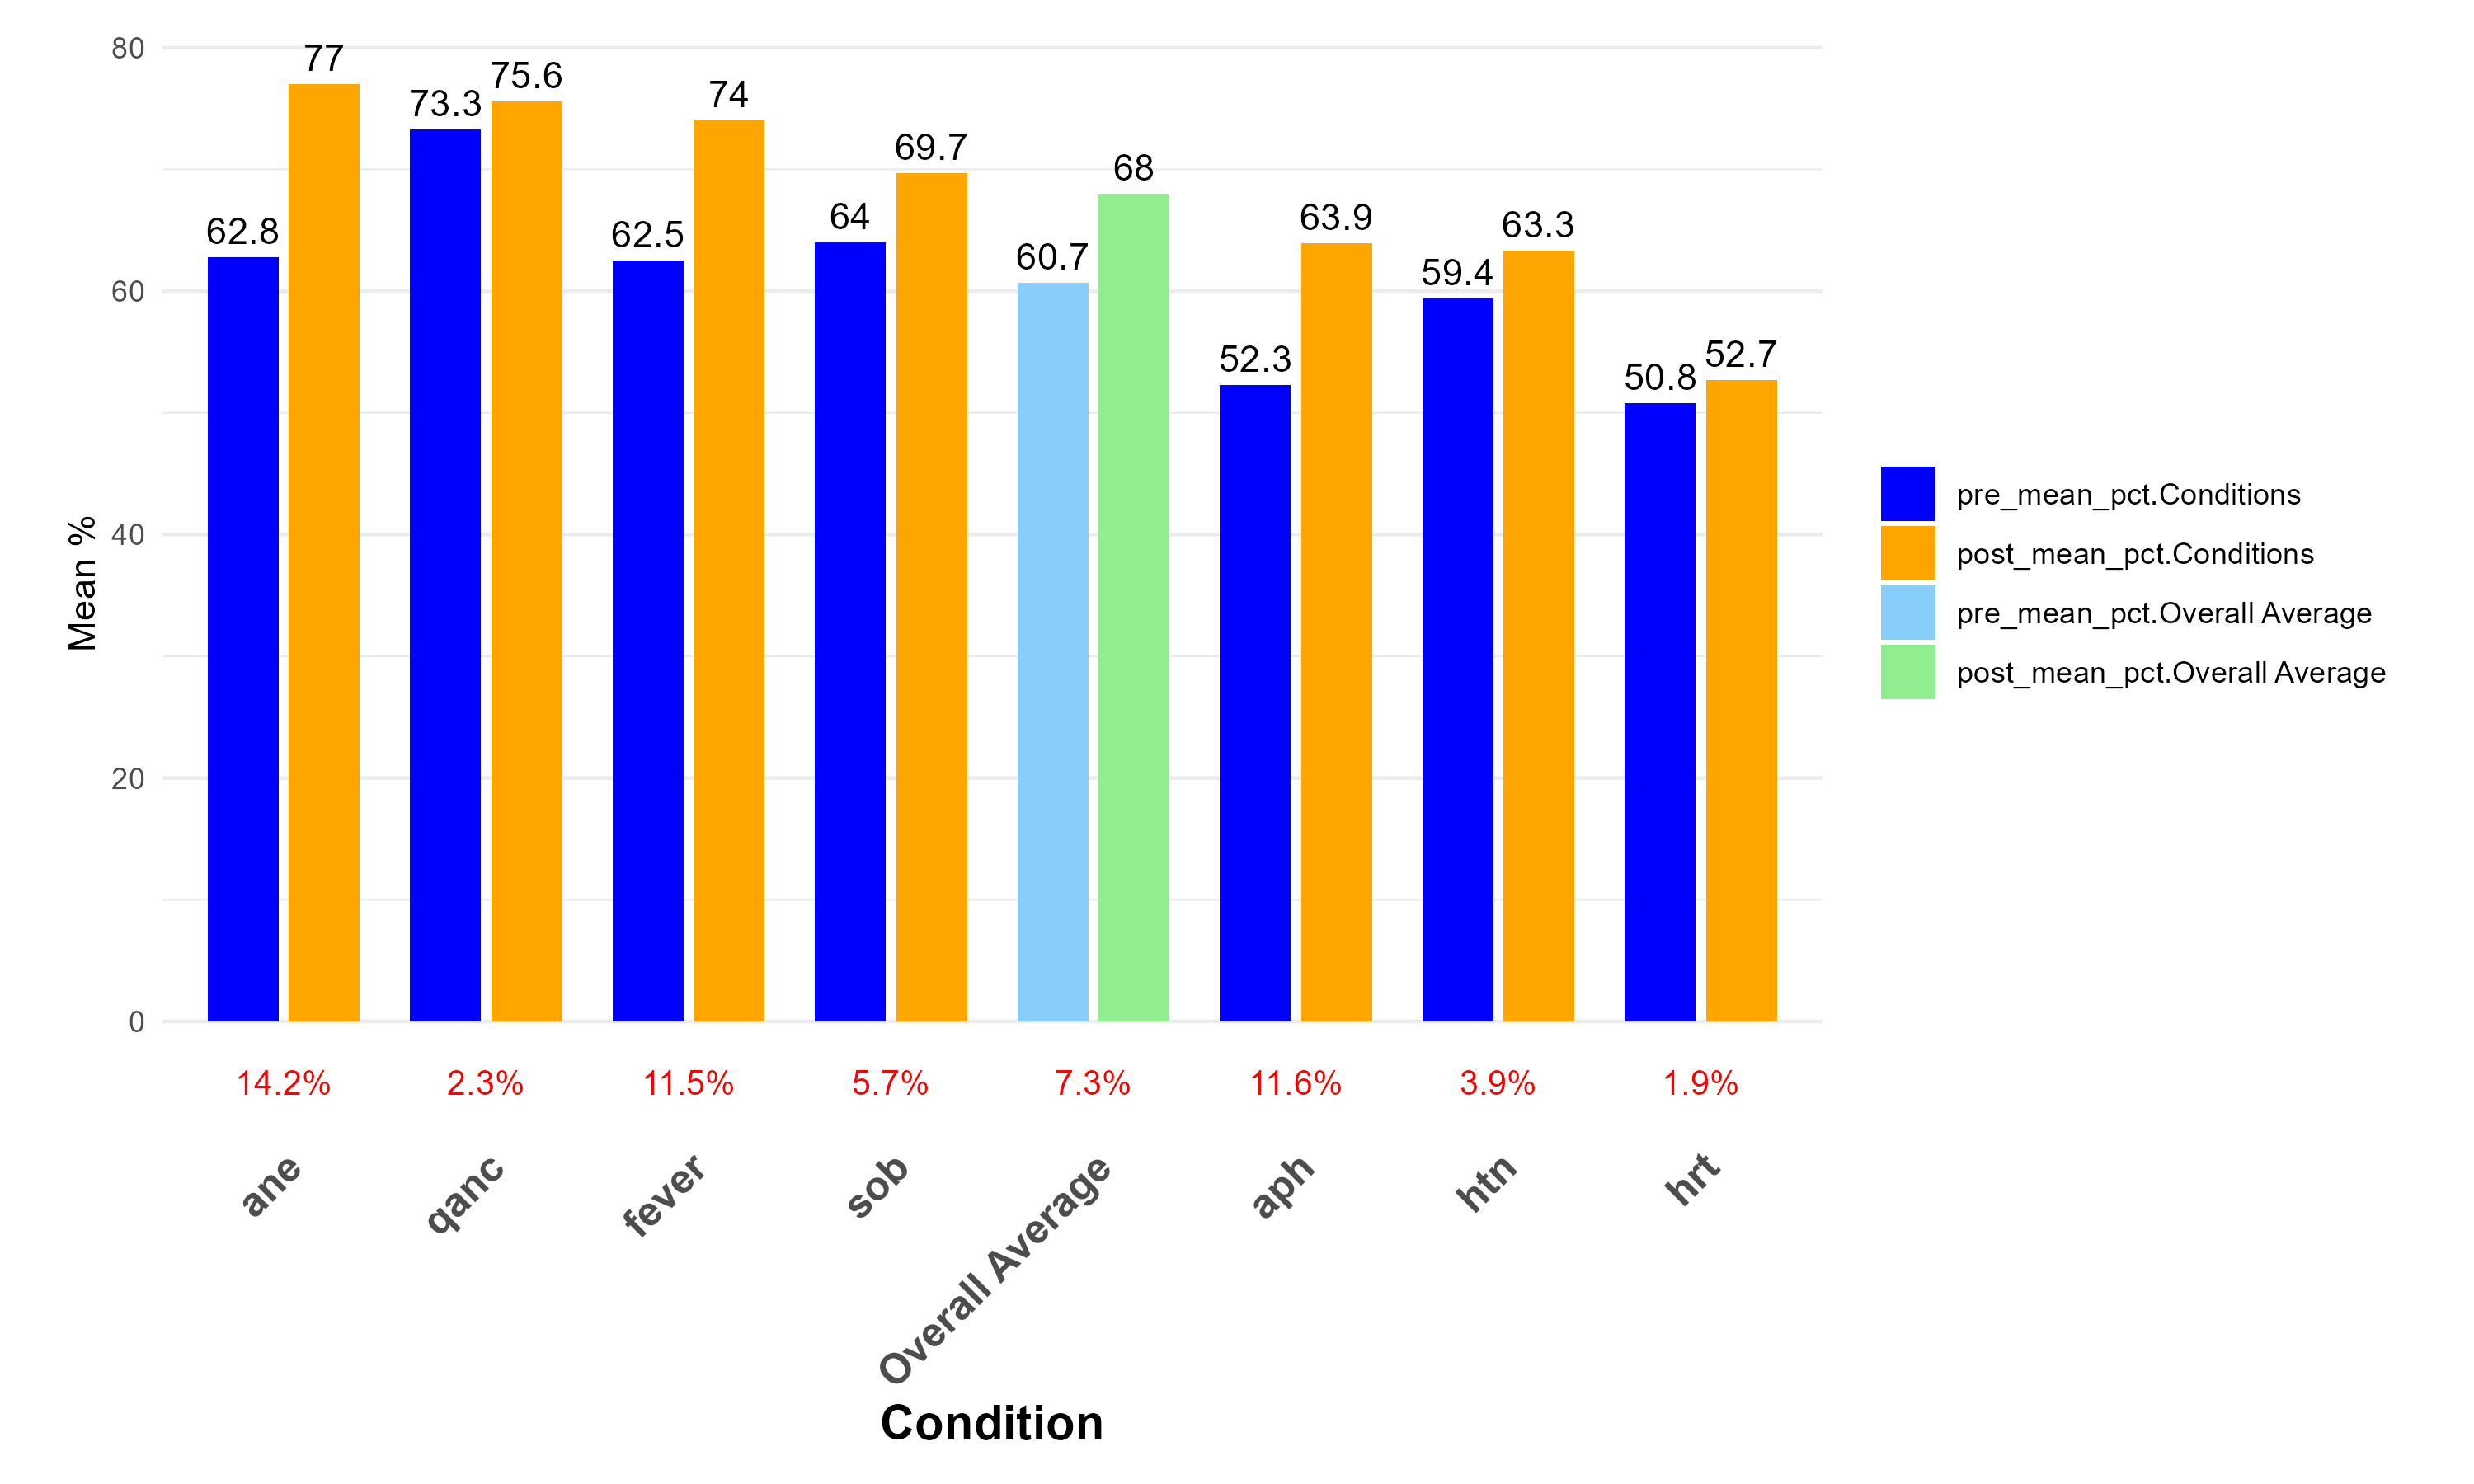 80
60
40
20
0
Mean %
62.8
77
73.3
75.6
62.5
74
64
69.7
60.7
68
52.3
63.9
59.4
63.3
50.8
52.7
14.2%
2.3%
11.5%
5.7%
7.3%
11.6%
3.9%
1.9%
ane
qanc
fever
sob
Overall Average
aph
htn
hrt
Condition
pre_mean_pct.Conditions
post_mean_pct.Conditions
pre_mean_pct.Overall Average
post_mean_pct.Overall Average